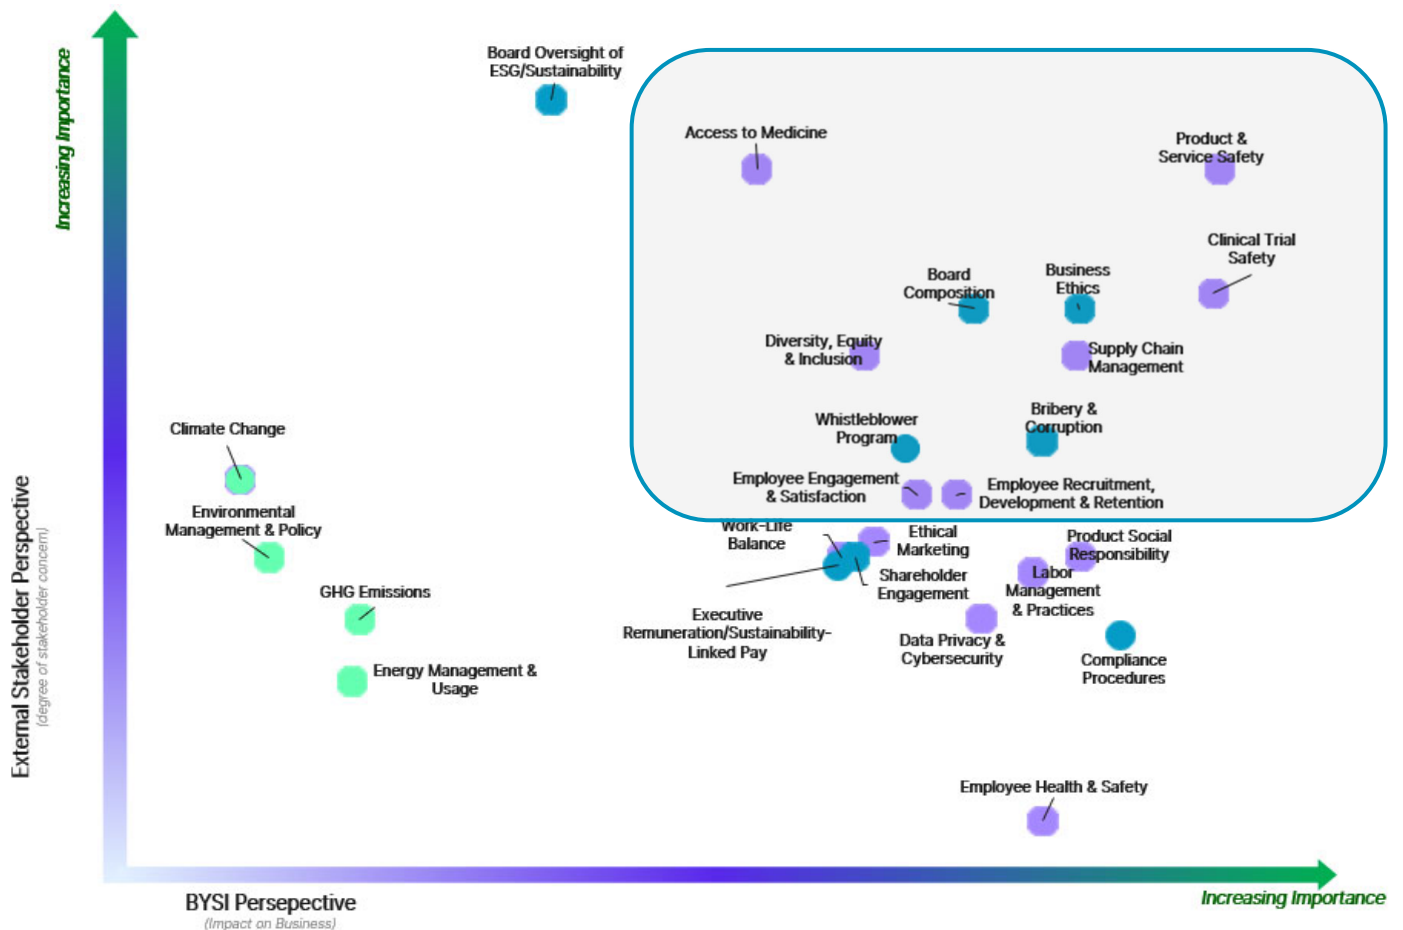 Increasing Importance
Board Oversight of
ESG/Sustainability
Access to Medicine
Product &
Service Safety
Clinical Trial
Safety
Board
Composition
Business
Ethics
Diversity, Equity
& Inclusion
Supply Chain
Management
Whistleblower
Program
Bribery &
Corruption
Climate Change
Employee Engagement
& Satisfaction
Employee Recruitment,
Development & Retention
Environmental
Management & Policy
Work-Life
Balance
Ethical
Marketing
Product Social
Responsibility
Shareholder
Engagement
Labor
Management
& Practices
GHG Emissions
Executive
Remuneration/Sustainability-
Linked Pay
Data Privacy &
Cybersecurity
Compliance
Procedures
Energy Management &
Usage
Employee Health & Safety
External Stakeholder Perspective
(degree of stakeholder concern)
BYSI Persepective
(Impact on Business)
Increasing Importance